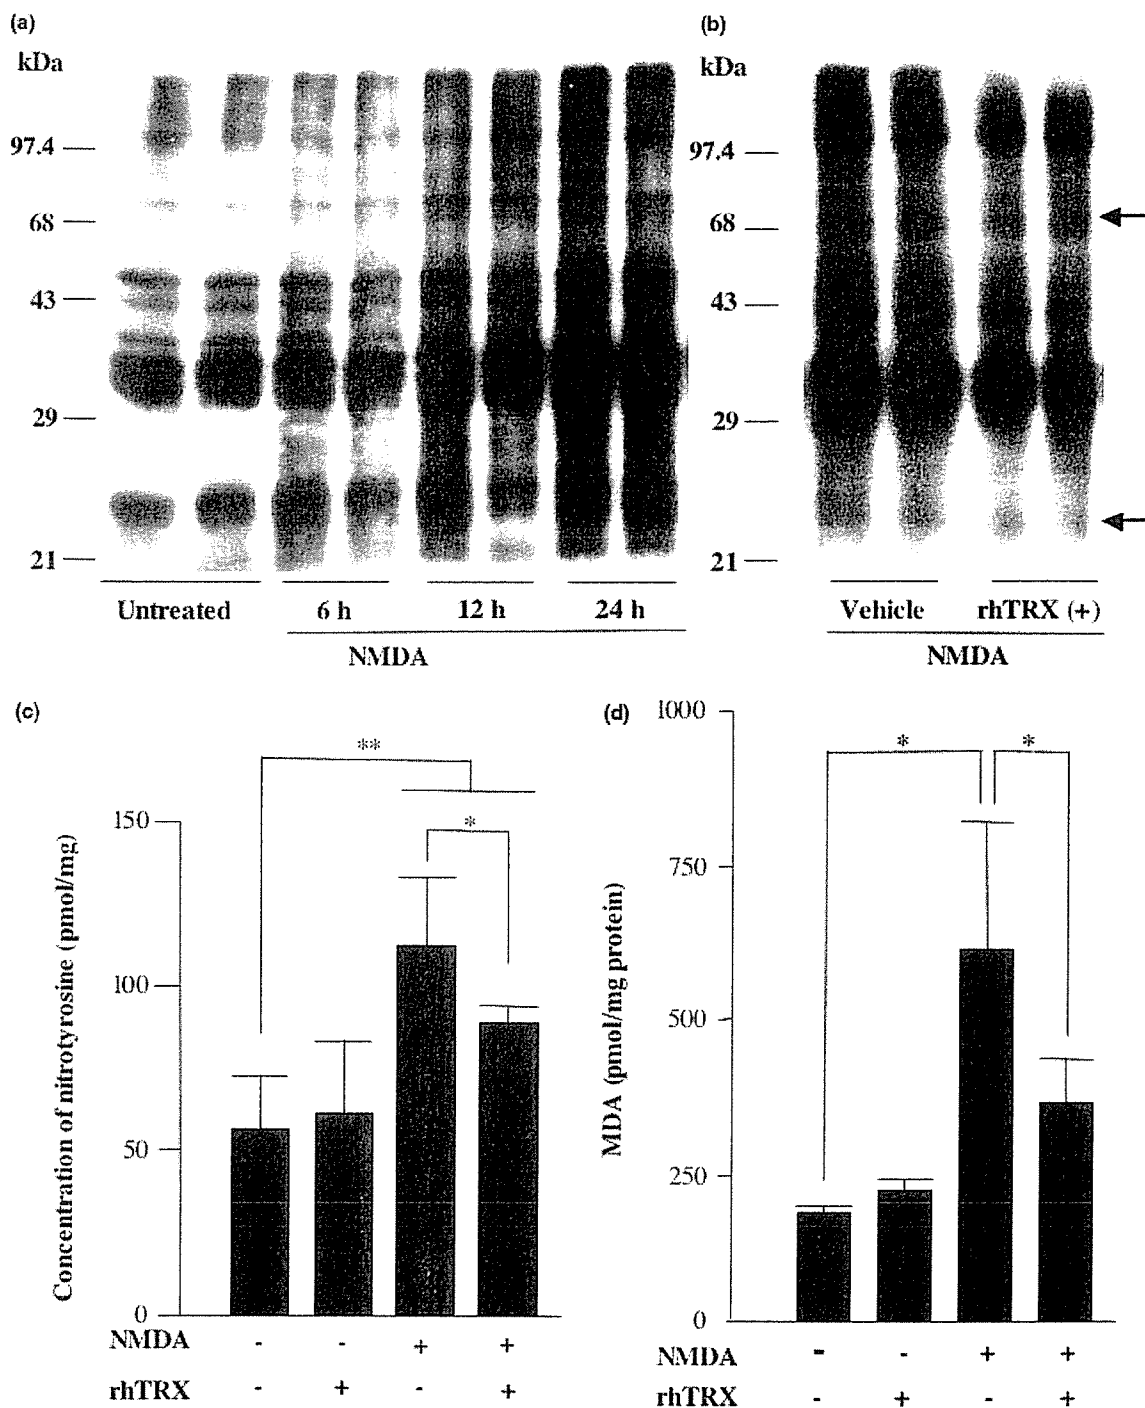 (a)
kDa
97.4
68
43
29
21
Untreated 6 h 12 h 24 h
NMDA
(b)
kDa
97.4
68
43
29
21
Vehicle rhTRX (+)
NMDA
(c)
Concentration of nitrotyrosine (pmol/mg)
150
100
50
0
**
*
NMDA - - + +
rhTRX - + - +
(d)
MDA (pmol/mg protein)
1000
750
500
250
0
* *
NMDA - - + +
rhTRX - + - +